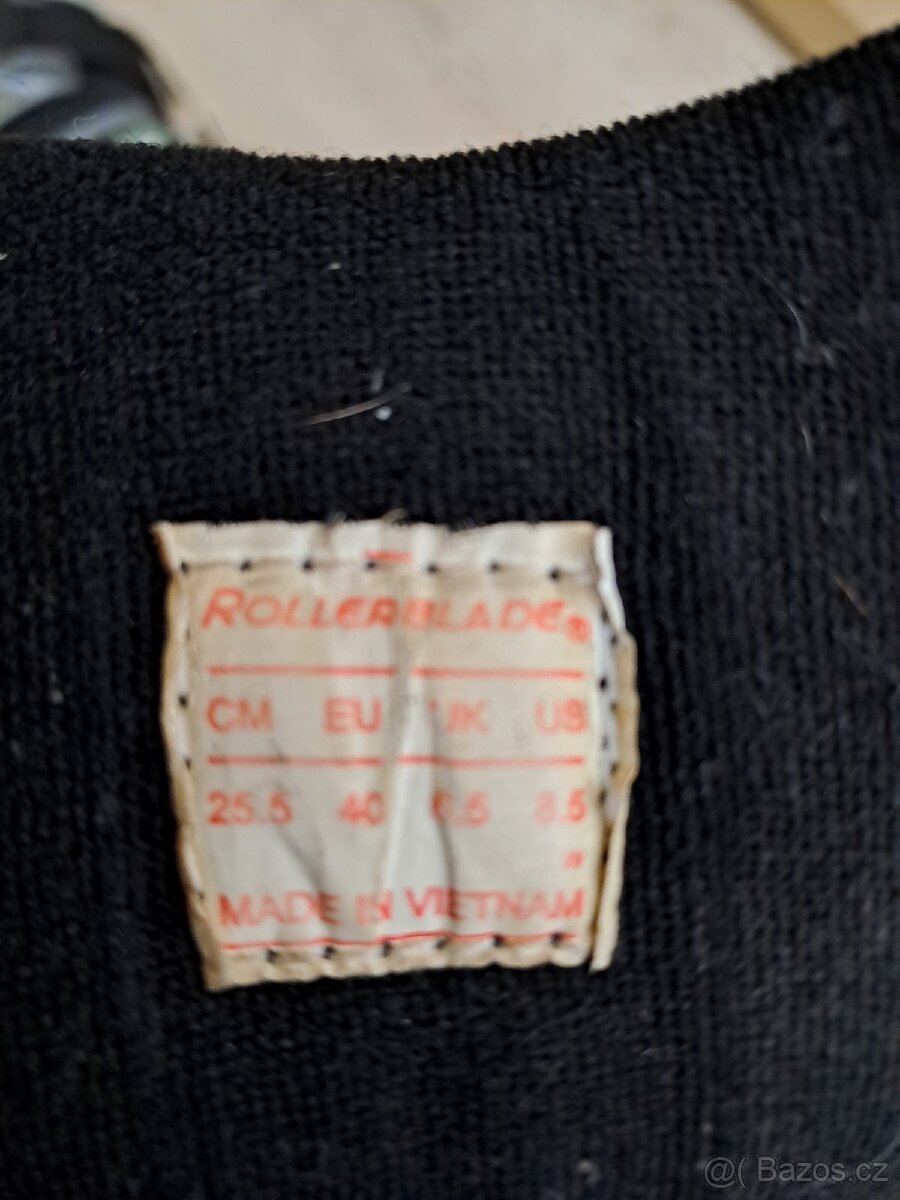 ROLLERBLADE®
CM EU UK US
25.5 40 6.5 8.5
W
MADE IN VIETNAM
@( Bazos.cz